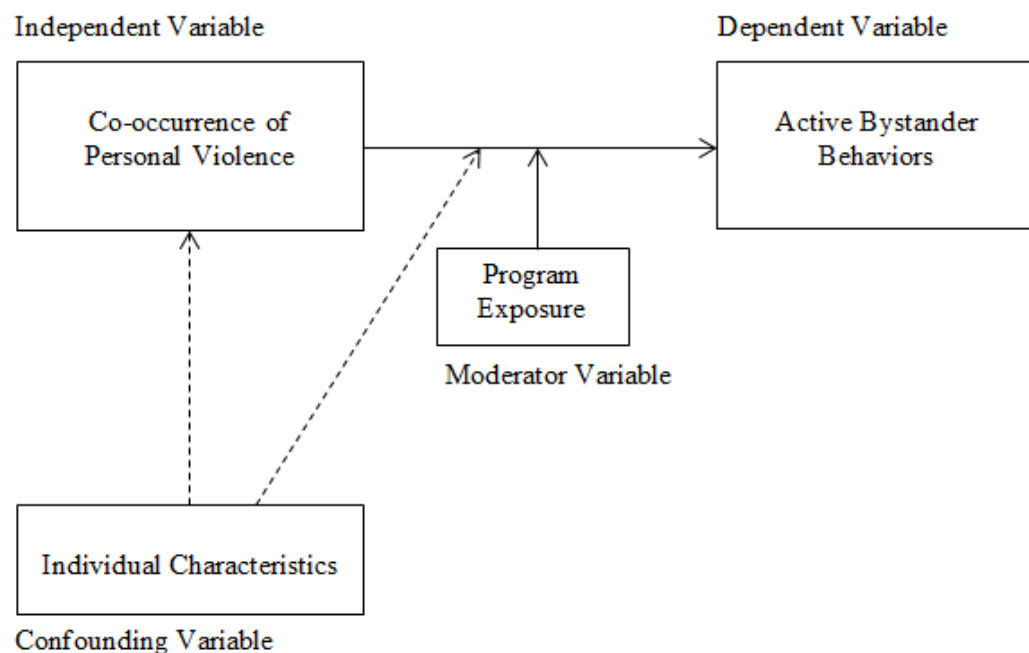 Independent Variable
Dependent Variable
Co-occurrence of
Personal Violence
Active Bystander
Behaviors
Program
Exposure
Moderator Variable
Individual Characteristics
Confounding Variable